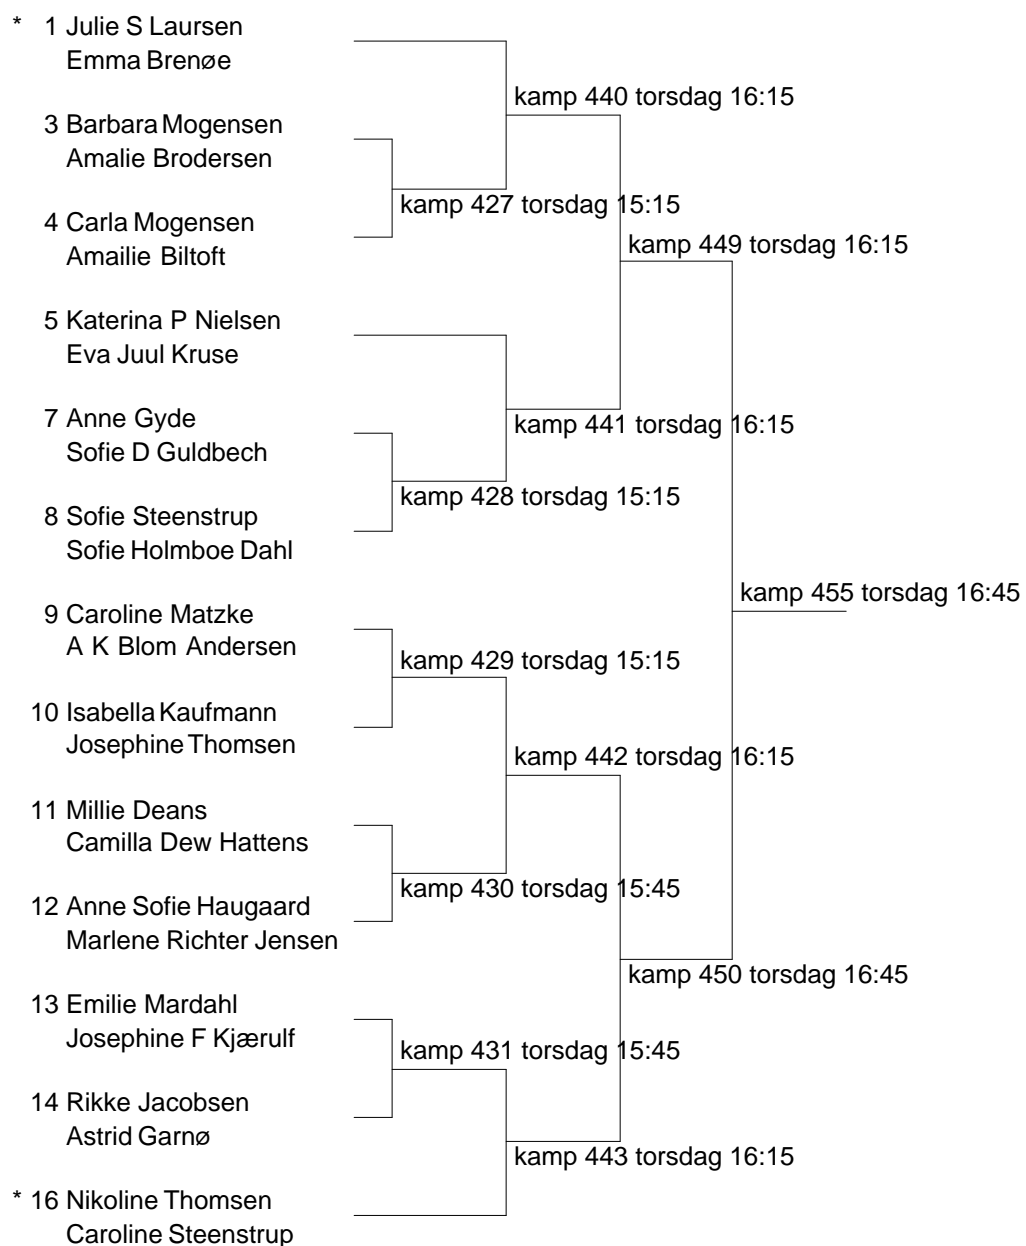 * 1 Julie S Laursen
Emma Brenøe
kamp 440 torsdag 16:15
3 Barbara Mogensen
Amalie Brodersen
kamp 427 torsdag 15:15
4 Carla Mogensen
kamp 449 torsdag 16:15
Amailie Biltoft
5 Katerina P Nielsen
Eva Juul Kruse
7 Anne Gyde
kamp 441 torsdag 16:15
Sofie D Guldbech
kamp 428 torsdag 15:15
8 Sofie Steenstrup
Sofie Holmboe Dahl
kamp 455 torsdag 16:45
9 Caroline Matzke
A K Blom Andersen
kamp 429 torsdag 15:15
10 Isabella Kaufmann
Josephine Thomsen
kamp 442 torsdag 16:15
11 Millie Deans
Camilla Dew Hattens
kamp 430 torsdag 15:45
12 Anne Sofie Haugaard
Marlene Richter Jensen
kamp 450 torsdag 16:45
13 Emilie Mardahl
Josephine F Kjærulf
kamp 431 torsdag 15:45
14 Rikke Jacobsen
Astrid Garnø
kamp 443 torsdag 16:15
* 16 Nikoline Thomsen
Caroline Steenstrup